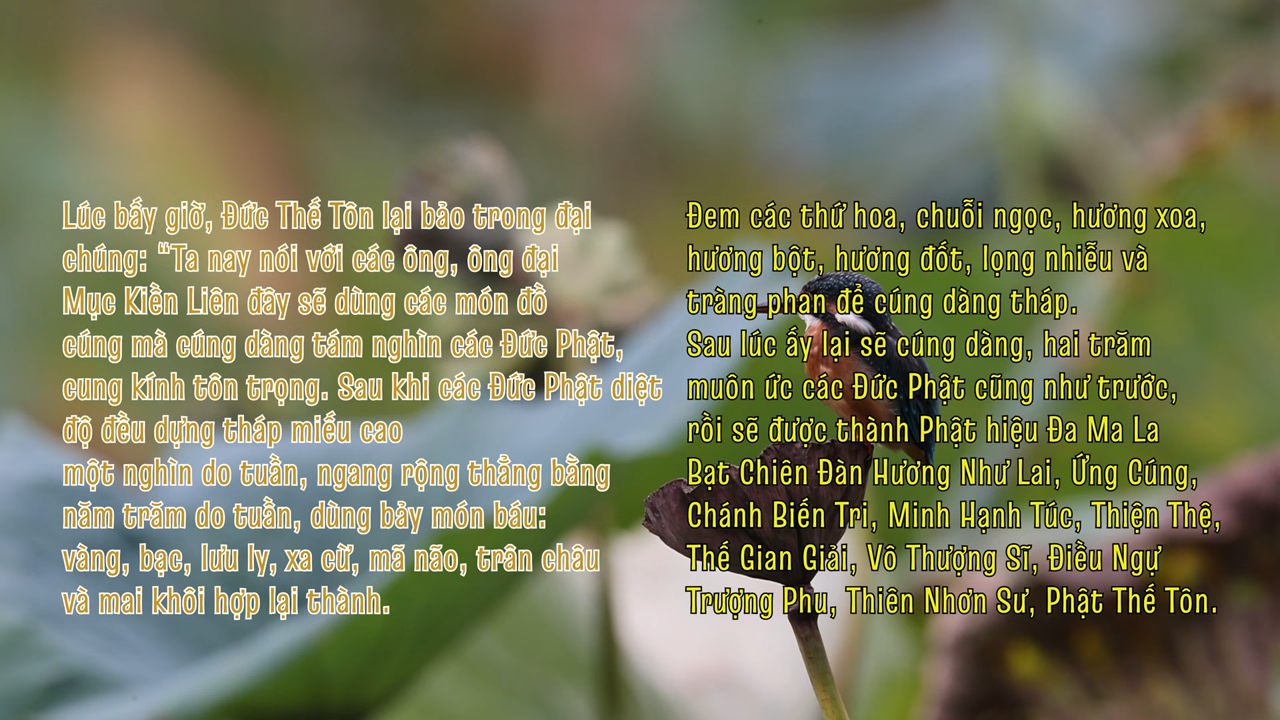 Lúc bấy giờ, Đức Thế Tôn lại bảo trong đại
chúng: “Ta nay nói với các ông, ông đại
Mục Kiền Liên đây sẽ dùng các món đồ
cúng mà cúng dàng tám nghìn các Đức Phật,
cung kính tôn trọng. Sau khi các Đức Phật diệt
độ đều dựng tháp miếu cao
một nghìn do tuần, ngang rộng thẳng bằng
năm trăm do tuần, dùng bảy món báu:
vàng, bạc, lưu ly, xa cừ, mã não, trân châu
và mai khôi hợp lại thành.
Đem các thứ hoa, chuỗi ngọc, hương xoa,
hương bột, hương đốt, lọng nhiễu và
tràng phan để cúng dàng tháp.
Sau lúc ấy lại sẽ cúng dàng, hai trăm
muôn ức các Đức Phật cũng như trước,
rồi sẽ được thành Phật hiệu Đa Ma La
Bạt Chiên Đàn Hương Như Lai, Ứng Cúng,
Chánh Biến Tri, Minh Hạnh Túc, Thiện Thệ,
Thế Gian Giải, Vô Thượng Sĩ, Điều Ngự
Trượng Phu, Thiên Nhơn Sư, Phật Thế Tôn.